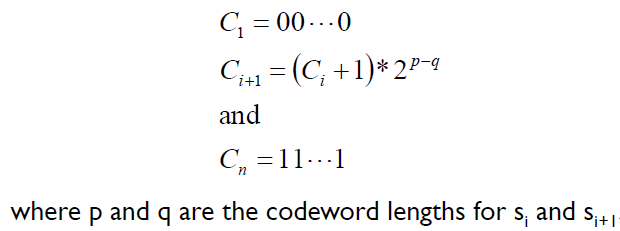 C₁ = 00⋯0
Cᵢ₊₁ = (Cᵢ + 1) * 2ᵖ⁻q
and
Cₙ = 11⋯1
where p and q are the codeword lengths for sᵢ and sᵢ₊₁.